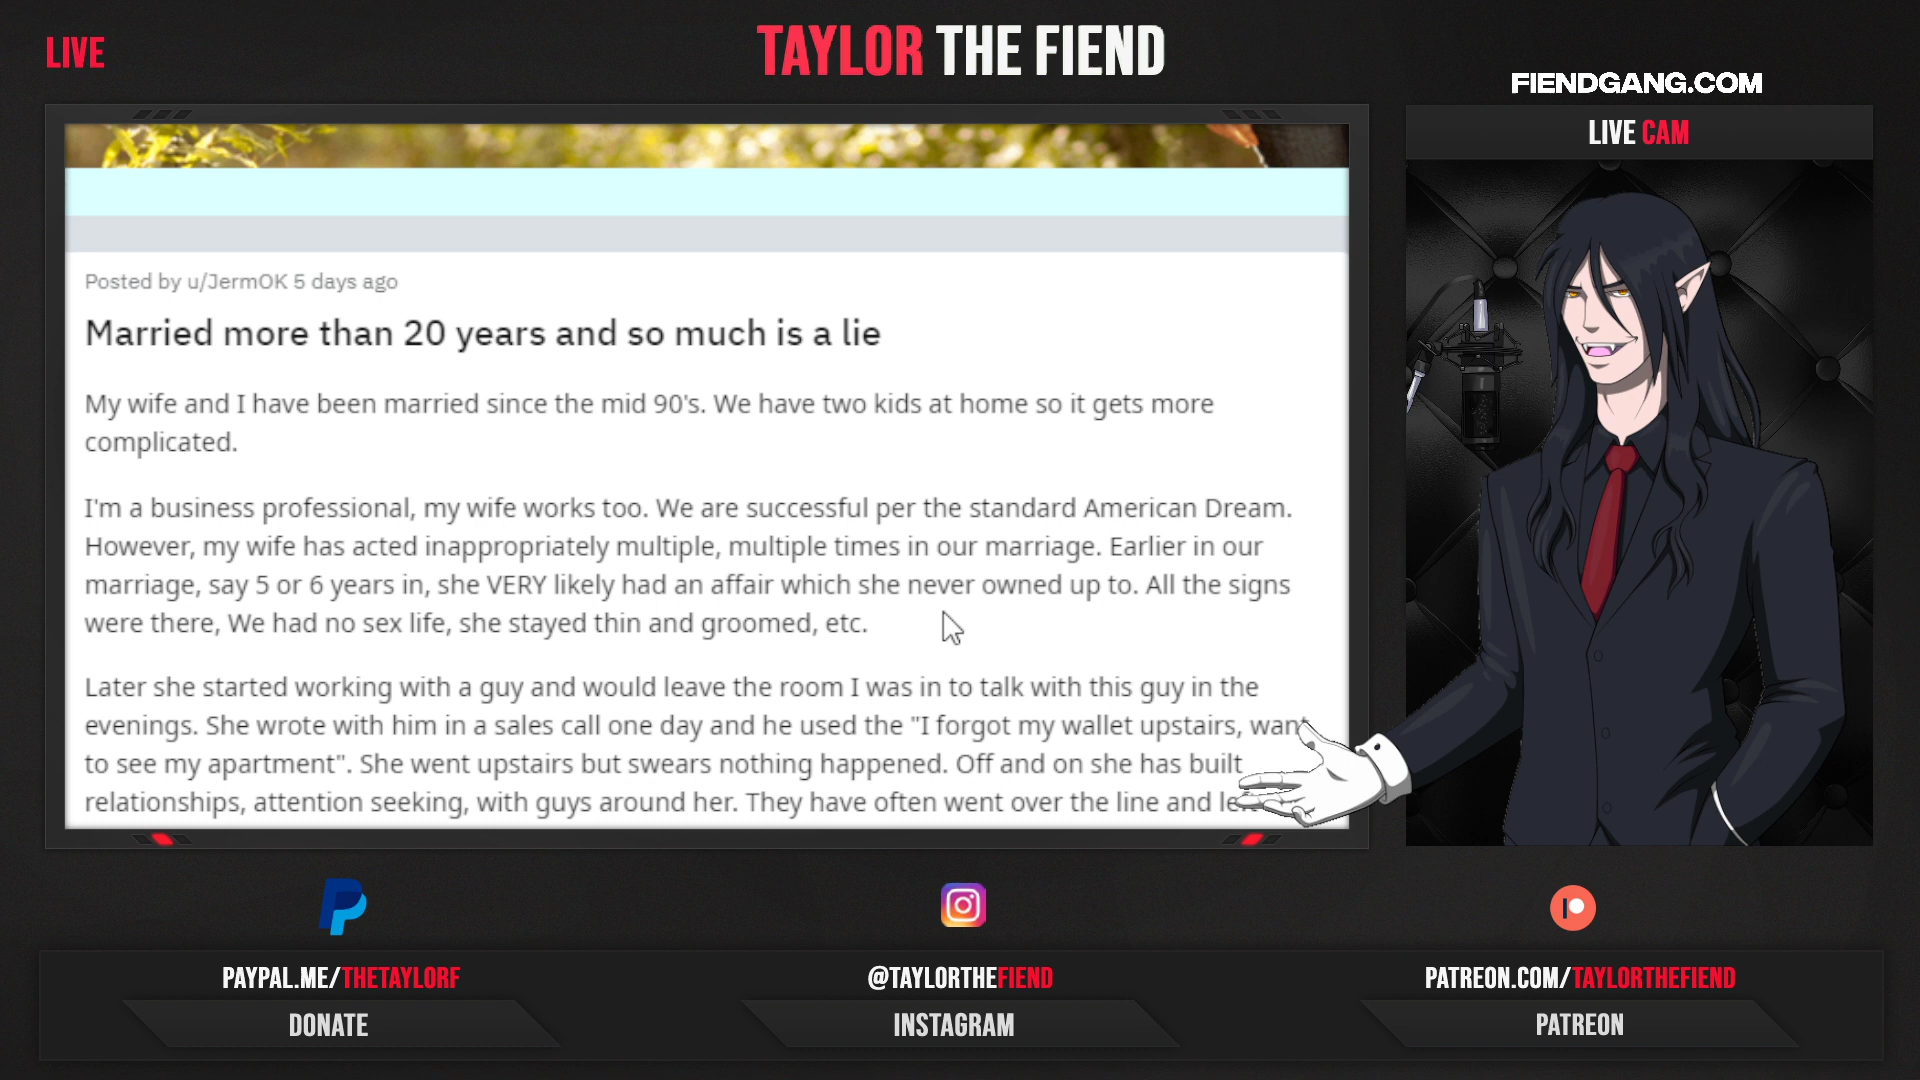 LIVE
TAYLOR THE FIEND
FIENDGANG.COM
LIVE CAM
Posted by u/JermOK 5 days ago
Married more than 20 years and so much is a lie
My wife and I have been married since the mid 90's. We have two kids at home so it gets more
complicated.
I'm a business professional, my wife works too. We are successful per the standard American Dream.
However, my wife has acted inappropriately multiple, multiple times in our marriage. Earlier in our
marriage, say 5 or 6 years in, she VERY likely had an affair which she never owned up to. All the signs
were there, We had no sex life, she stayed thin and groomed, etc.
Later she started working with a guy and would leave the room I was in to talk with this guy in the
evenings. She wrote with him in a sales call one day and he used the "I forgot my wallet upstairs, want
to see my apartment". She went upstairs but swears nothing happened. Off and on she has built
relationships, attention seeking, with guys around her. They have often went over the line and
PAYPAL.ME/THETAYLORF
@TAYLORTHEFIEND
PATREON.COM/TAYLORTHEFIEND
DONATE
INSTAGRAM
PATREON